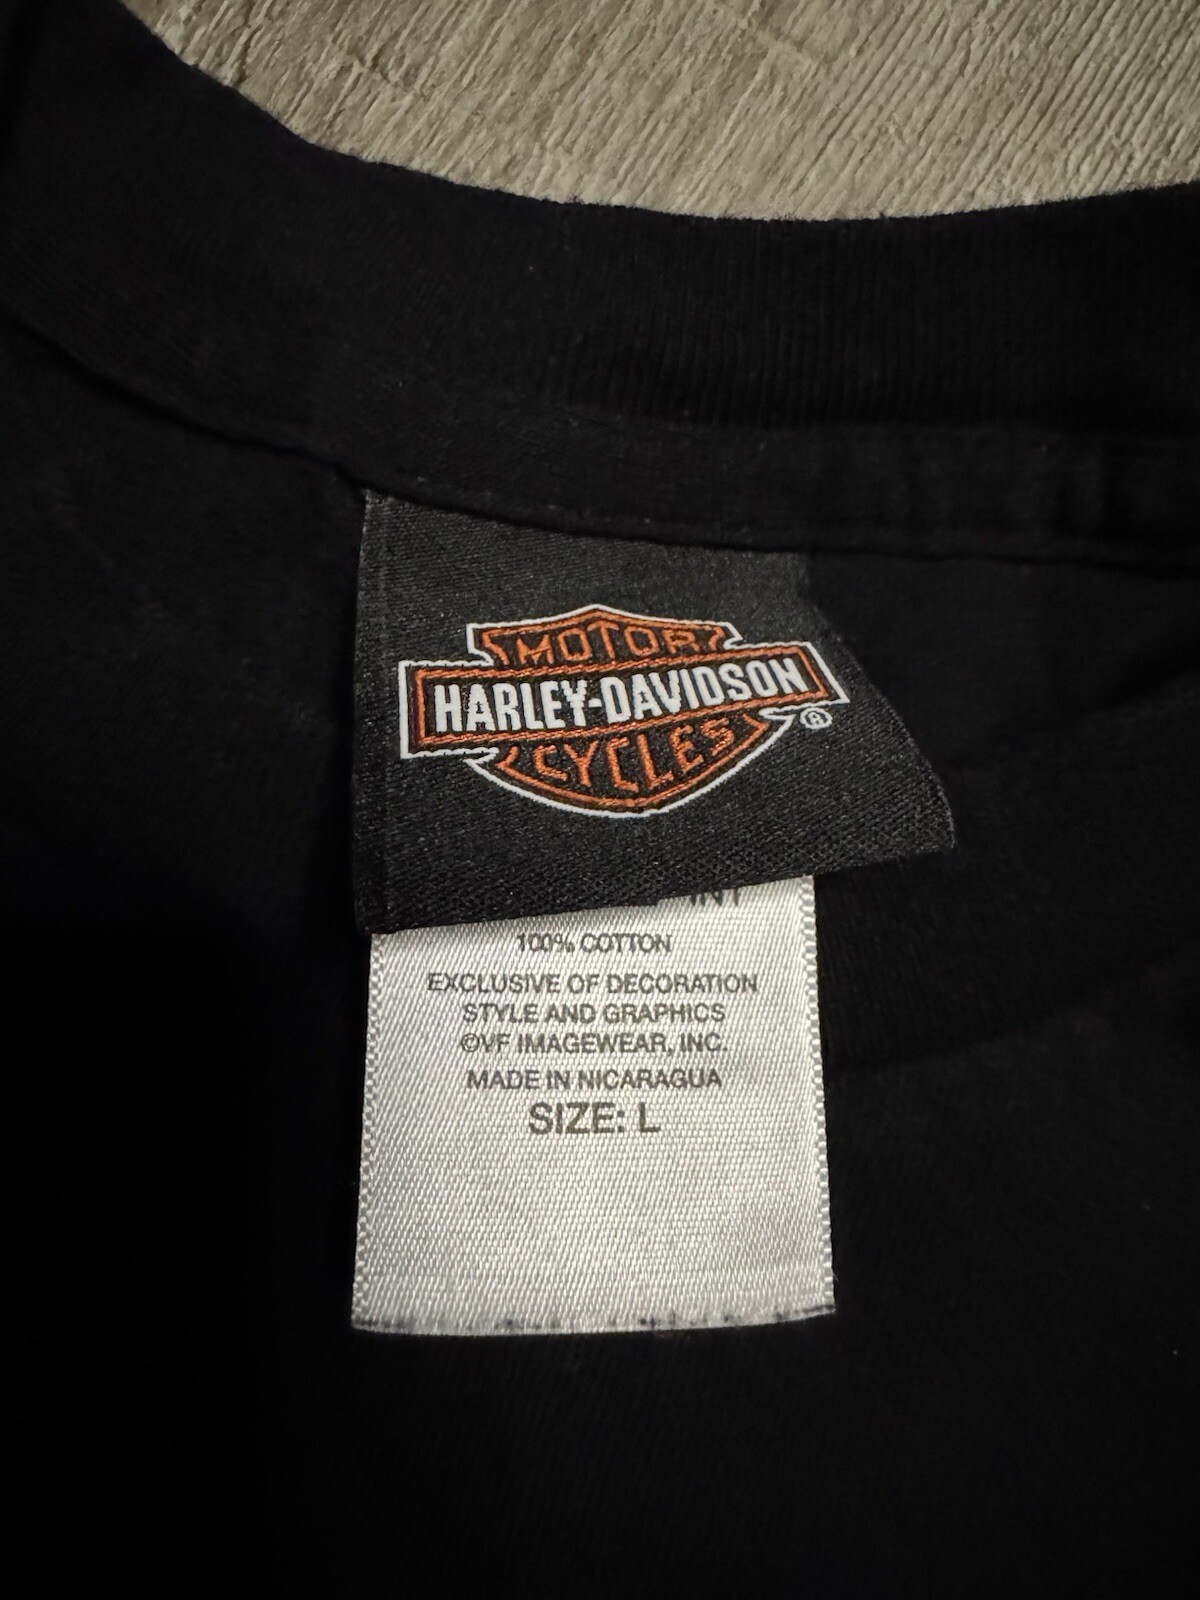 MOTOR
HARLEY-DAVIDSON
CYCLES
®
100% COTTON
EXCLUSIVE OF DECORATION
STYLE AND GRAPHICS
©VF IMAGEWEAR, INC.
MADE IN NICARAGUA
SIZE: L